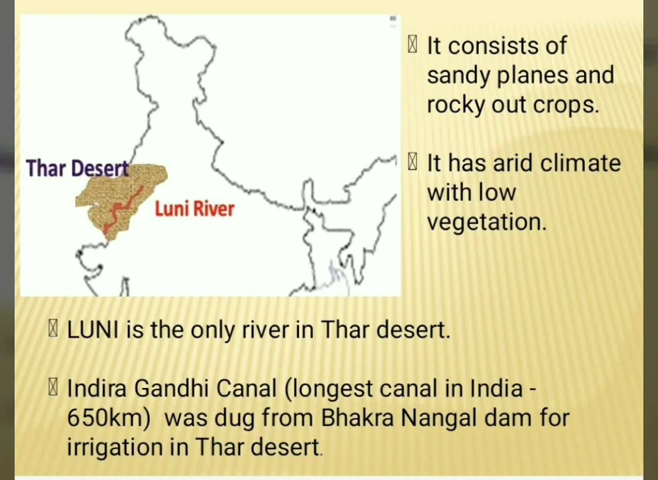 Thar Desert
Luni River
It consists of
sandy planes and
rocky out crops.
It has arid climate
with low
vegetation.
LUNI is the only river in Thar desert.
Indira Gandhi Canal (longest canal in India -
650km) was dug from Bhakra Nangal dam for
irrigation in Thar desert.